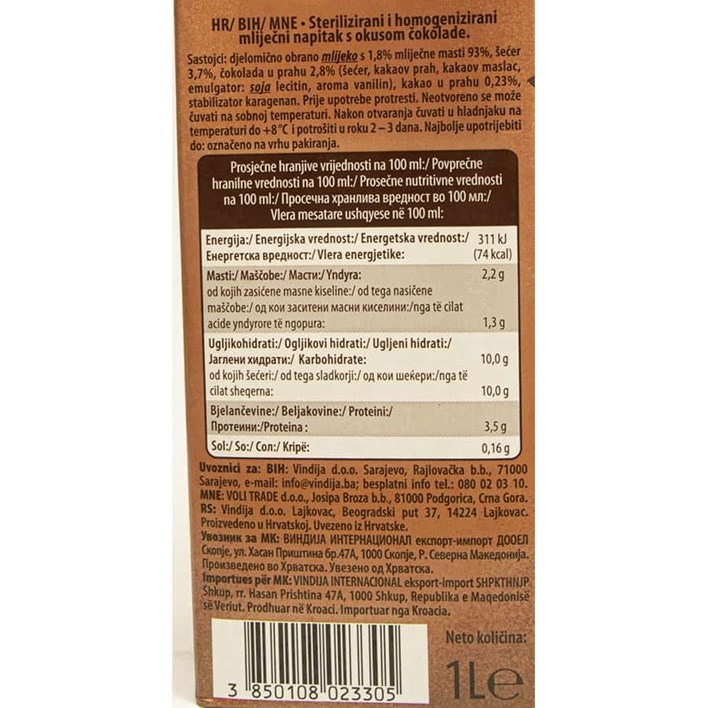 HR/ BIH/ MNE • Sterilizirani i homogenizirani
mliječni napitak s okusom čokolade.
Sastojci: djelomično obrano mlijeko s 1,8% mliječne masti 93%, šećer
3,7%, čokolada u prahu 2,8% (šećer, kakaov prah, kakaov maslac,
emulgator: soja lecitin, aroma vanilin), kakao u prahu 0,23%,
stabilizator karagenan. Prije upotrebe protresti. Neotvoreno se može
čuvati na sobnoj temperaturi. Nakon otvaranja čuvati u hladnjaku na
temperaturi do +8°C i potrošiti u roku 2 – 3 dana. Najbolje upotrijebiti
do: označeno na vrhu pakiranja.
Prosječne hranjive vrijednosti na 100 ml:/ Povprečne
hranilne vrednosti na 100 ml:/ Prosečne nutritivne vrednosti
na 100 ml:/ Просечна хранлива вредност во 100 мл:/
Vlera mesatare ushqyese në 100 ml:
Energija:/ Energijska vrednost:/ Energetska vrednost:/ 311 kJ
Енергетска вредност:/ Vlera energjetike: (74 kcal)
Masti:/ Maščobe:/ Масти:/ Yndyra: 2,2 g
od kojih zasićene masne kiseline:/ od tega nasičene
maščobe:/ од кои заситени масни киселини:/nga të cilat
acide yndyrore të ngopura: 1,3 g
Ugljikohidrati:/ Ogljikovi hidrati:/ Ugljeni hidrati:/
Јаглени хидрати:/ Karbohidrate: 10,0 g
od kojih šećeri:/ od tega sladkorji:/ од кои шеќери:/nga të
cilat sheqerna: 10,0 g
Bjelančevine:/ Beljakovine:/ Proteini:/
Протеини:/Proteina : 3,5 g
Sol:/ So:/ Сол:/ Kripë: 0,16 g
Uvoznici za: BIH: Vindija d.o.o. Sarajevo, Rajlovačka b.b., 71000
Sarajevo, e-mail: info@vindija.ba; besplatni info tel.: 080 02 03 10.
MNE: VOLI TRADE d.o.o., Josipa Broza b.b., 81000 Podgorica, Crna Gora.
RS: Vindija d.o.o. Lajkovac, Beogradski put 37, 14224 Lajkovac.
Proizvedeno u Hrvatskoj. Uvezeno iz Hrvatske.
Увозник за МК: ВИНДИЈА ИНТЕРНАЦИОНАЛ експорт-импорт ДООЕЛ
Скопје, ул. Хасан Приштина бр.47А, 1000 Скопје, Р. Северна Македонија.
Произведено во Хрватска. Увезено од Хрватска.
Importues për MK: VINDIJA INTERNACIONAL eksport-import SHPKTHNJP
Shkup, rr. Hasan Prishtina 47A, 1000 Shkup, Republika e Maqedonisë
së Veriut. Prodhuar në Kroaci. Importuar nga Kroacia.
Neto količina:
1L℮
3 850108 023305